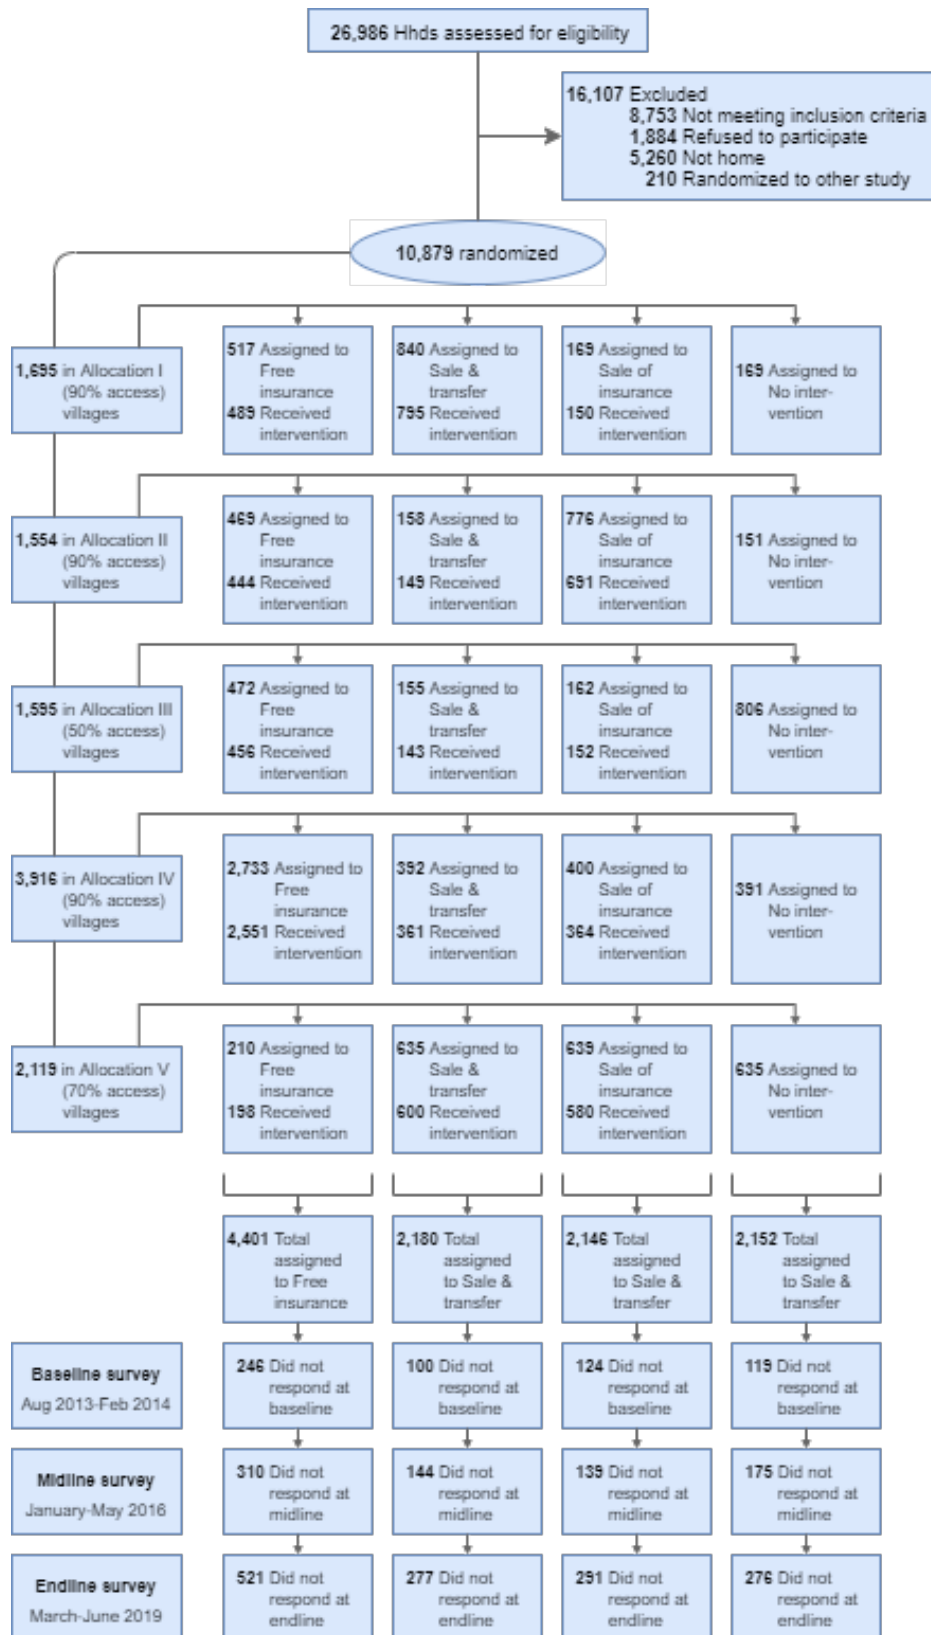 26,986 Hhds assessed for eligibility
16,107 Excluded
8,753 Not meeting inclusion criteria
1,884 Refused to participate
5,260 Not home
210 Randomized to other study
10,879 randomized
1,695 in Allocation I
(90% access)
villages
517 Assigned to
Free
insurance
489 Received
intervention
840 Assigned to
Sale &
transfer
795 Received
intervention
169 Assigned to
Sale of
insurance
150 Received
intervention
169 Assigned to
No inter-
vention
1,554 in Allocation II
(90% access)
villages
469 Assigned to
Free
insurance
444 Received
intervention
158 Assigned to
Sale &
transfer
149 Received
intervention
776 Assigned to
Sale of
insurance
691 Received
intervention
151 Assigned to
No inter-
vention
1,595 in Allocation III
(50% access)
villages
472 Assigned to
Free
insurance
456 Received
intervention
155 Assigned to
Sale &
transfer
143 Received
intervention
162 Assigned to
Sale of
insurance
152 Received
intervention
806 Assigned to
No inter-
vention
3,916 in Allocation IV
(90% access)
villages
2,733 Assigned to
Free
insurance
2,551 Received
intervention
392 Assigned to
Sale &
transfer
361 Received
intervention
400 Assigned to
Sale of
insurance
364 Received
intervention
391 Assigned to
No inter-
vention
2,119 in Allocation V
(70% access)
villages
210 Assigned to
Free
insurance
198 Received
intervention
635 Assigned to
Sale &
transfer
600 Received
intervention
639 Assigned to
Sale of
insurance
580 Received
intervention
635 Assigned to
No inter-
vention
4,401 Total
assigned
to Free
insurance
2,180 Total
assigned
to Sale &
transfer
2,146 Total
assigned
to Sale &
transfer
2,152 Total
assigned
to Sale &
transfer
Baseline survey
Aug 2013-Feb 2014
246 Did not
respond at
baseline
100 Did not
respond at
baseline
124 Did not
respond at
baseline
119 Did not
respond at
baseline
Midline survey
January-May 2016
310 Did not
respond at
midline
144 Did not
respond at
midline
139 Did not
respond at
midline
175 Did not
respond at
midline
Endline survey
March-June 2019
521 Did not
respond at
endline
277 Did not
respond at
endline
291 Did not
respond at
endline
276 Did not
respond at
endline